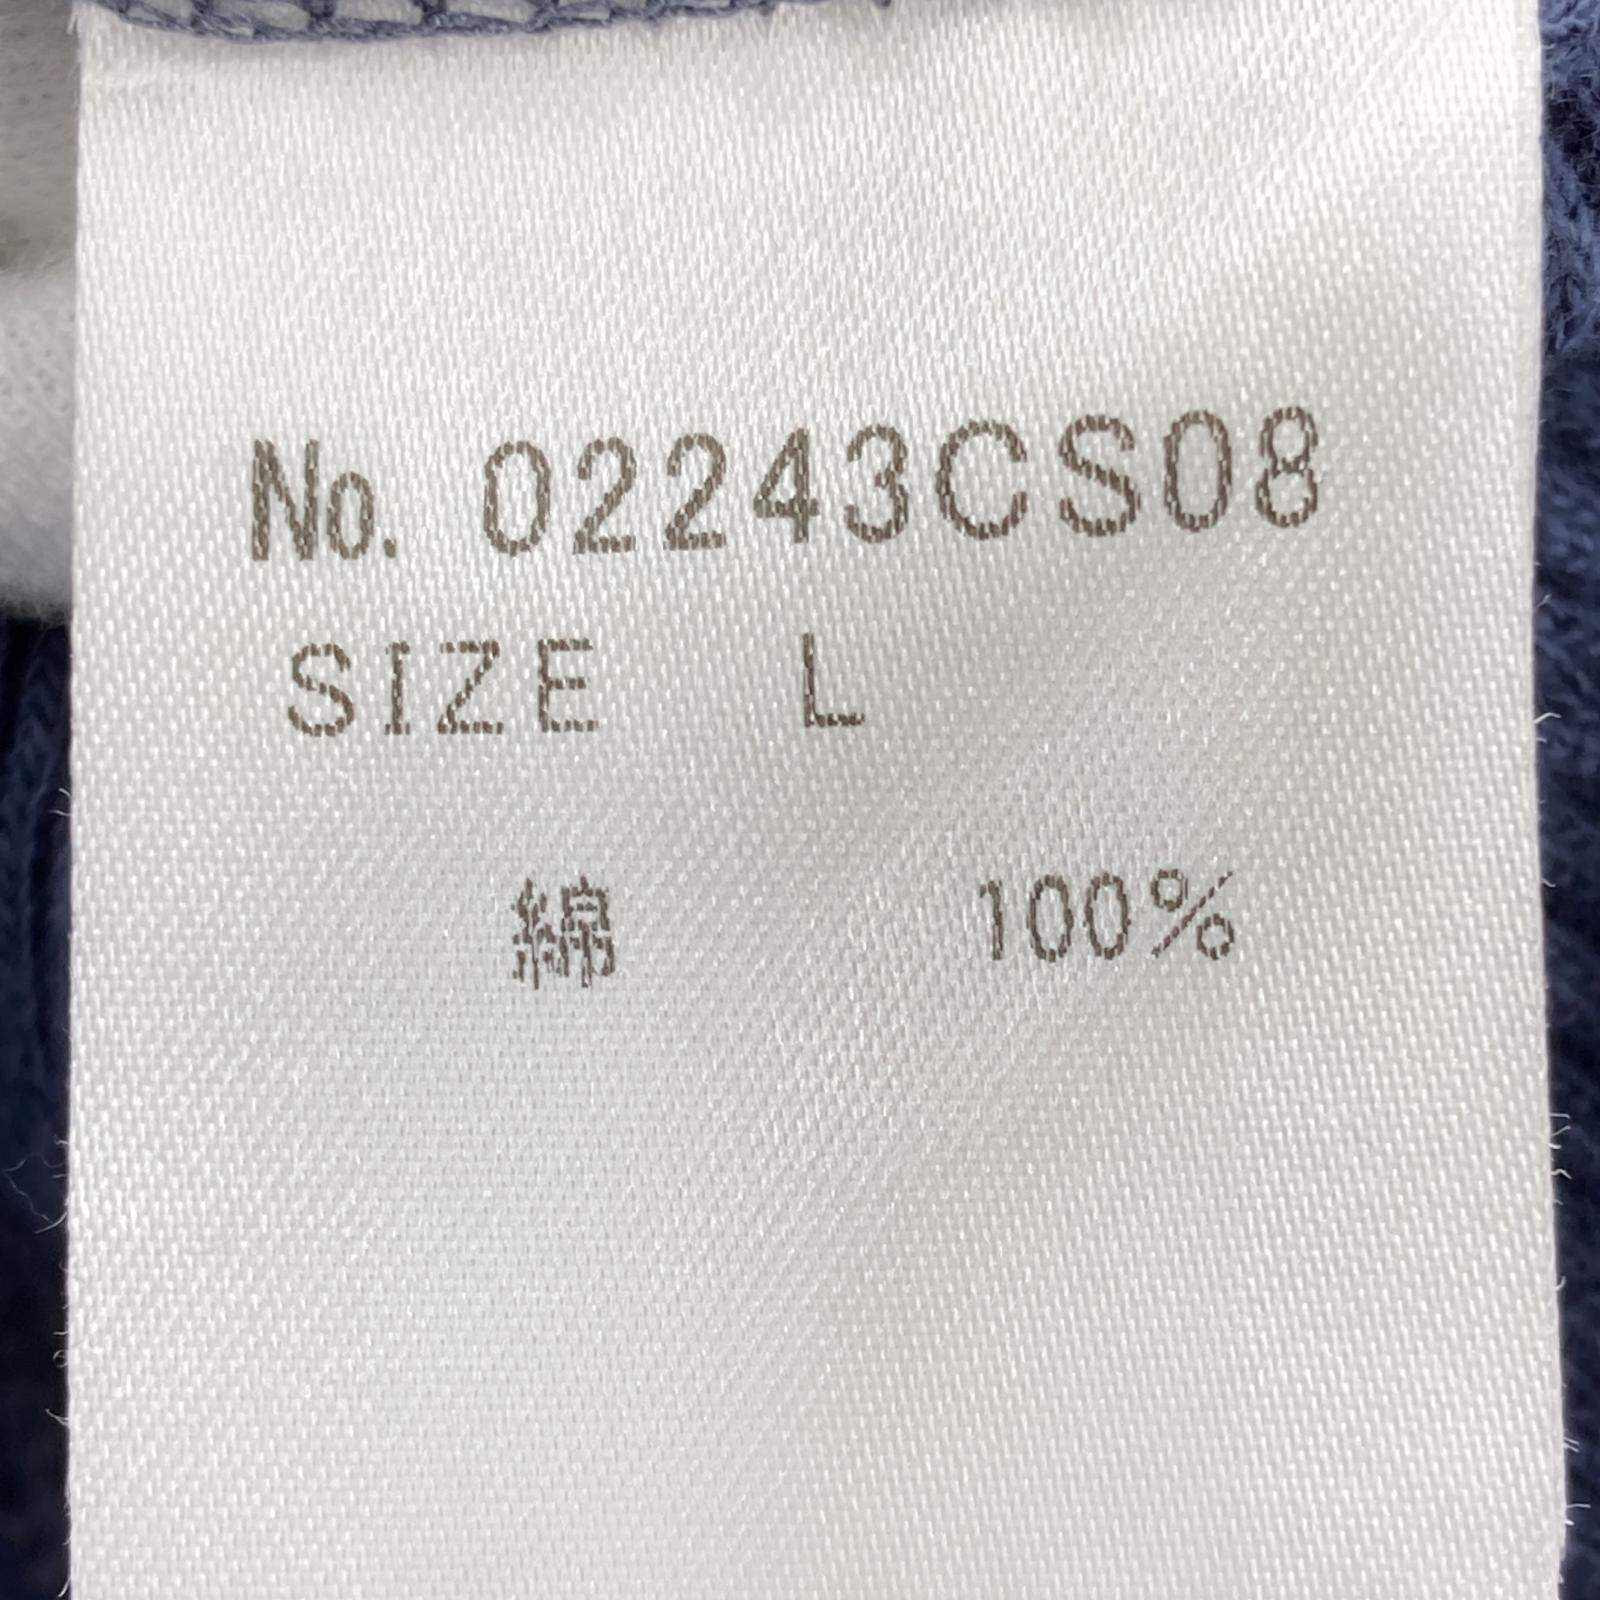 No. 02243CS08
SIZE L
綿 100%